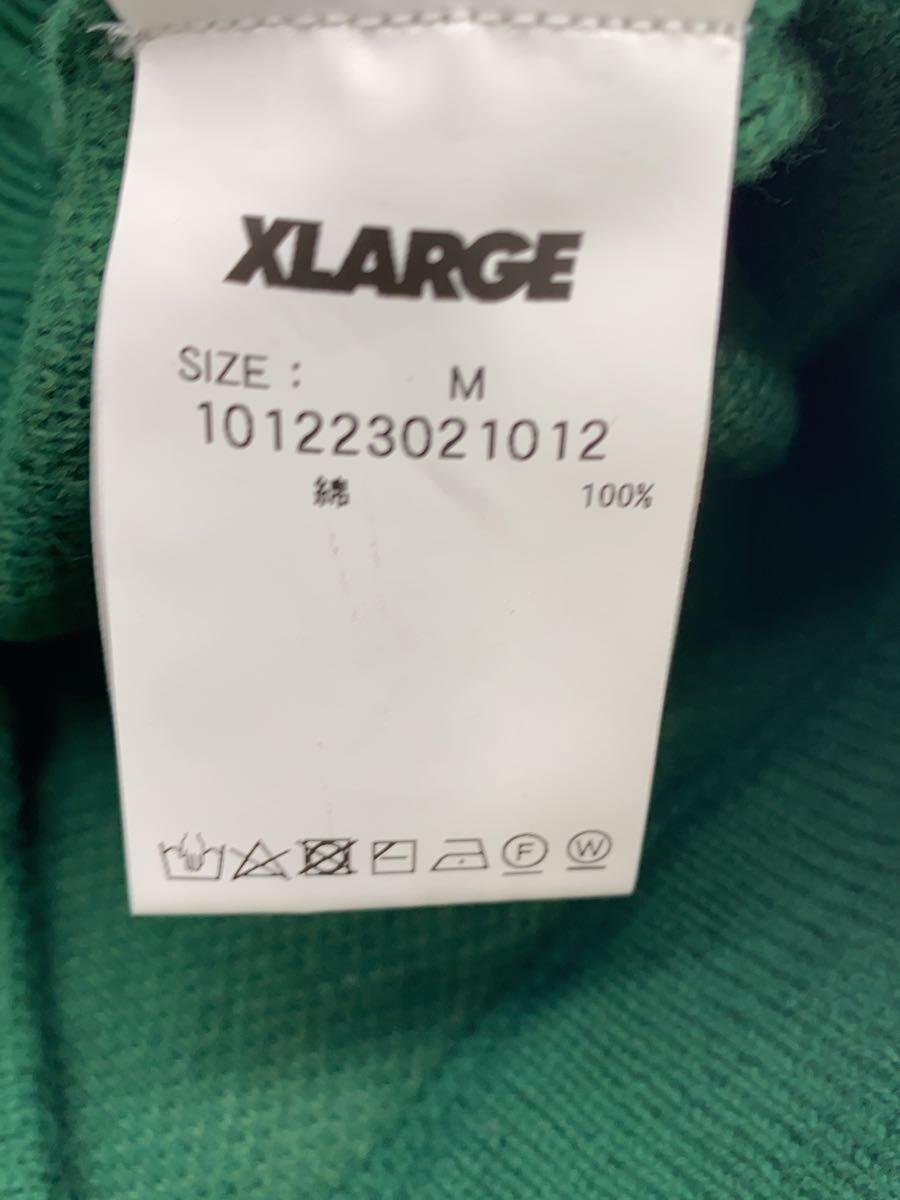 XLARGE
SIZE : M
101223021012
綿 100%
F W